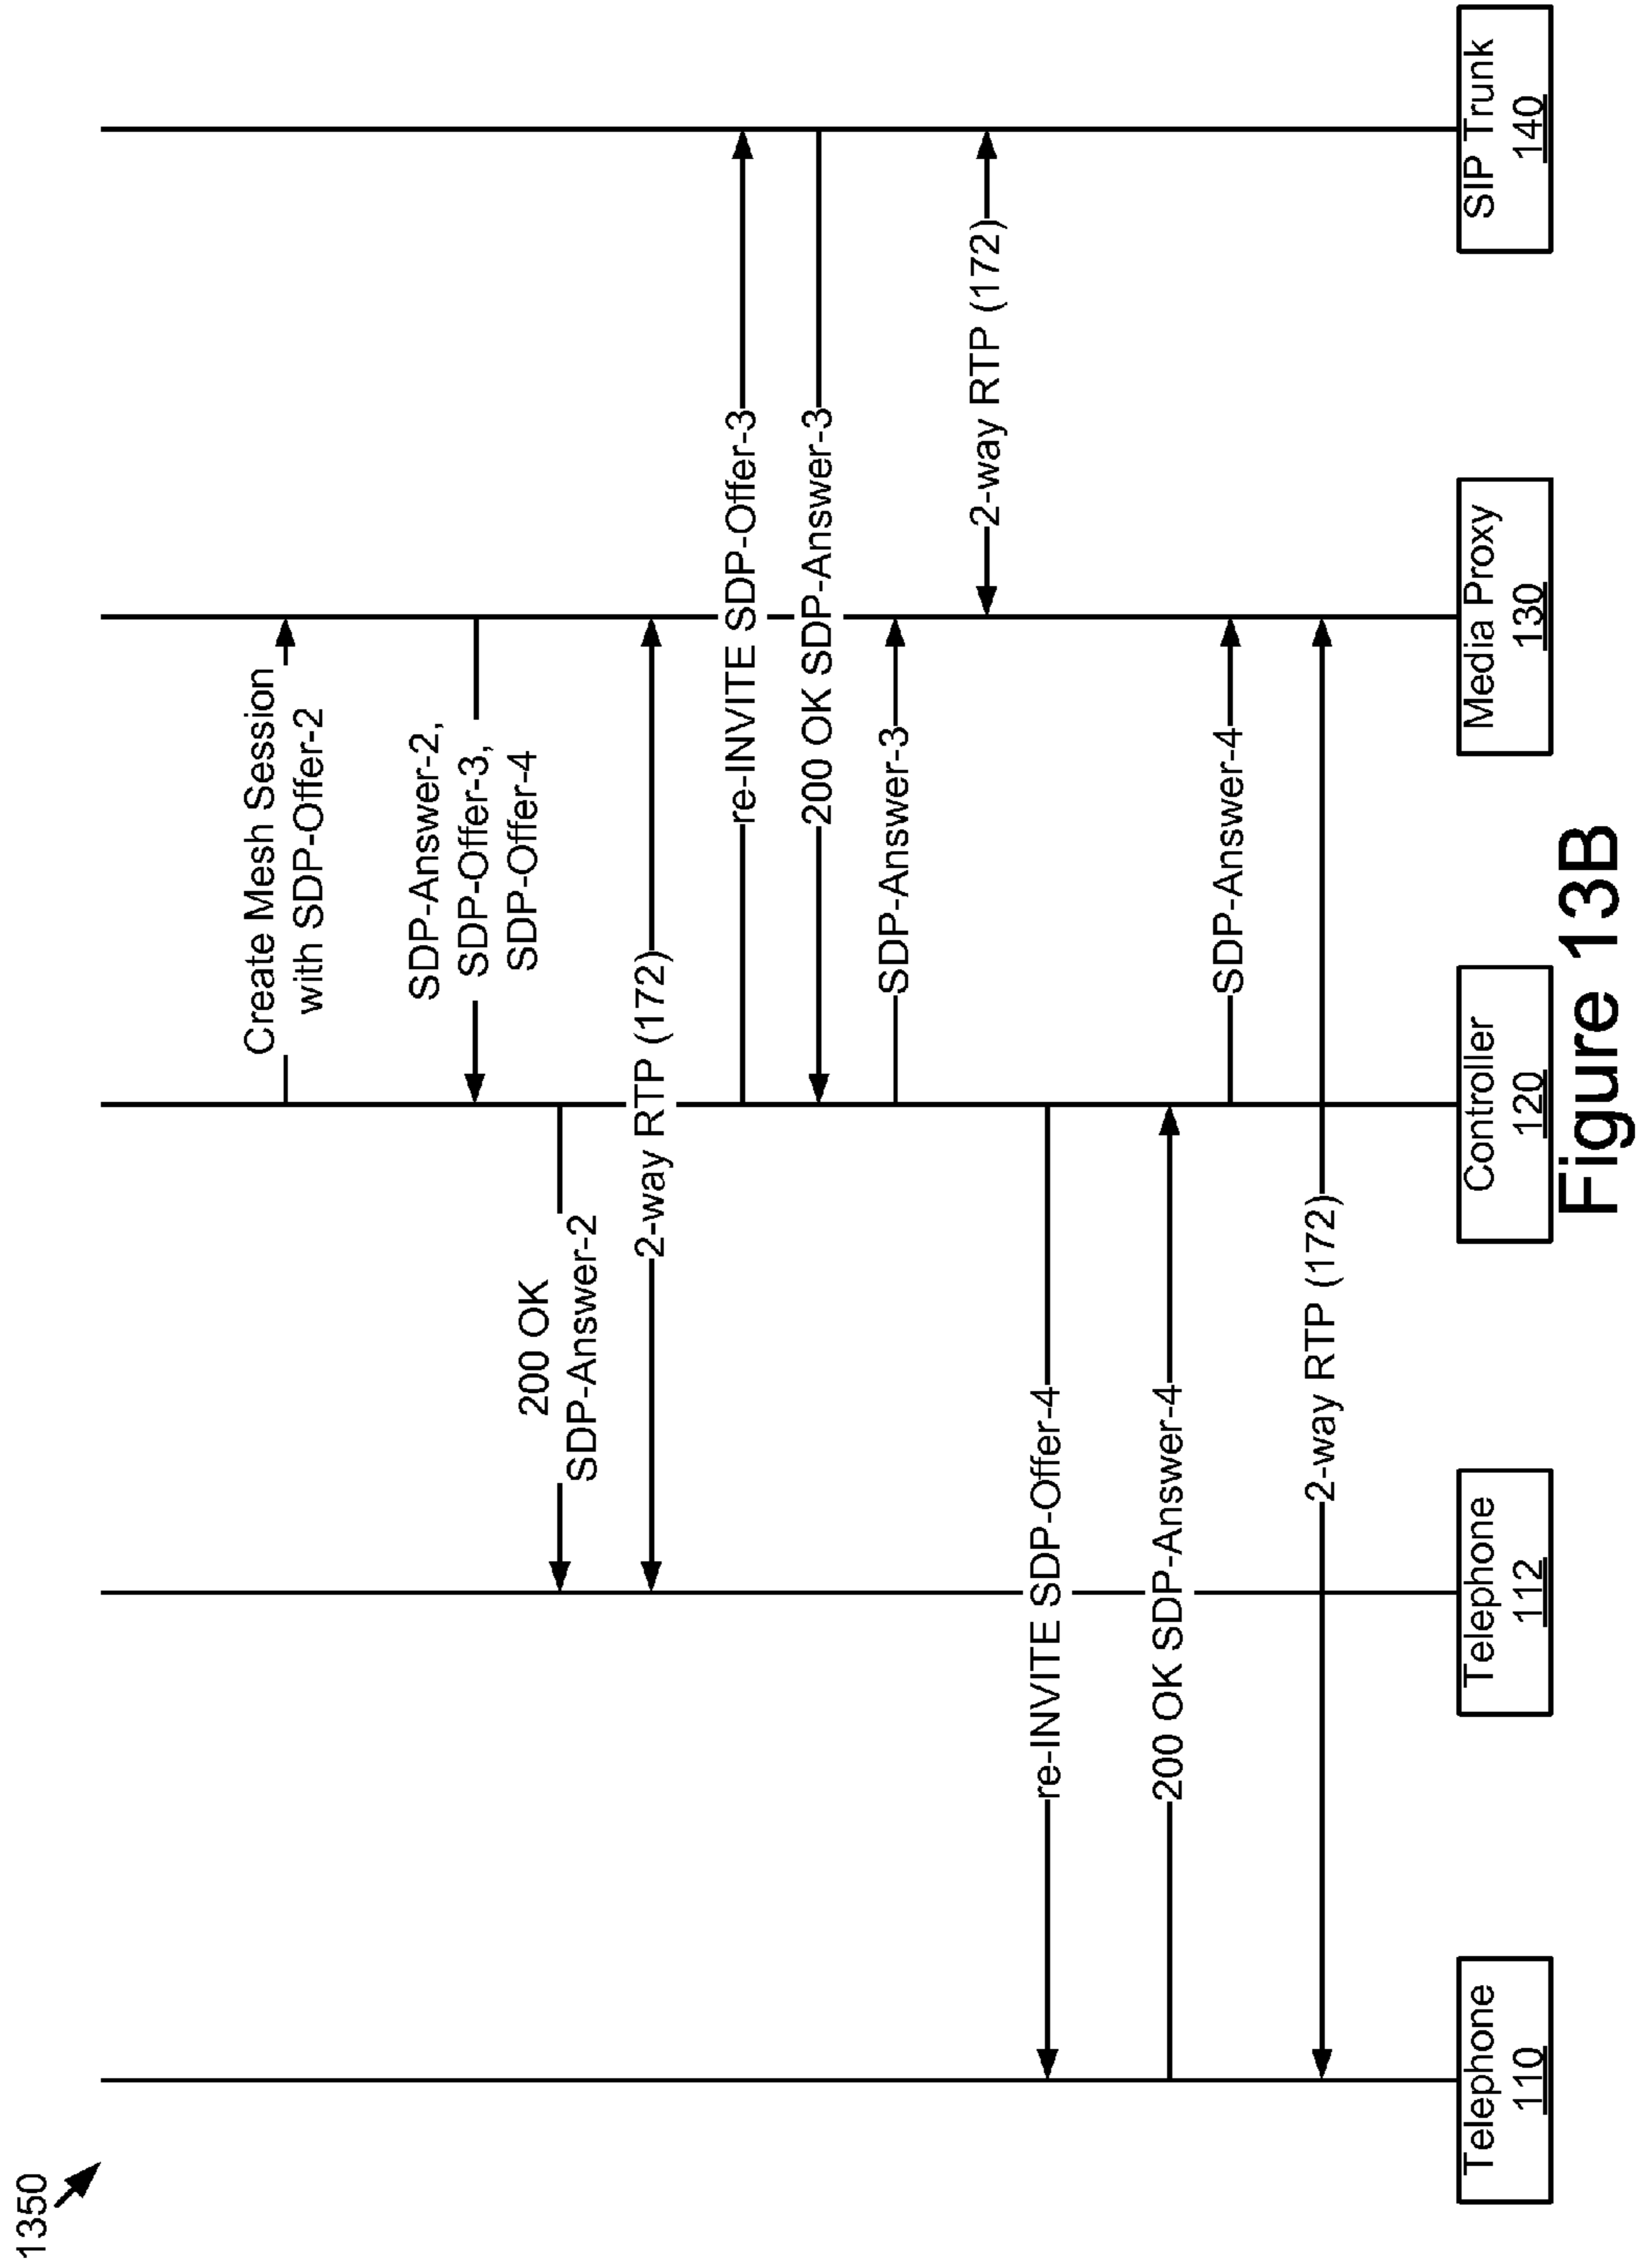 1350
Create Mesh Session
with SDP-Offer-2
SDP-Answer-2,
SDP-Offer-3,
SDP-Offer-4
200 OK
SDP-Answer-2
2-way RTP (172)
re-INVITE SDP-Offer-3
200 OK SDP-Answer-3
SDP-Answer-3
2-way RTP (172)
re-INVITE SDP-Offer-4
200 OK SDP-Answer-4
SDP-Answer-4
2-way RTP (172)
Telephone
110
Telephone
112
Controller
120
Media Proxy
130
SIP Trunk
140
Figure 13B